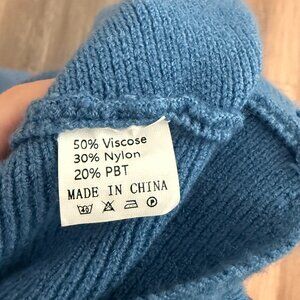 50% Viscose
30% Nylon
20% PBT
MADE IN CHINA